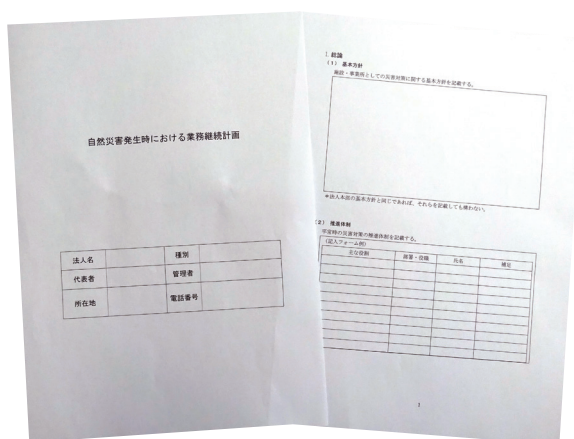 自然災害発生時における業務継続計画
法人名 種別
代表者 管理者
所在地 電話番号
Ⅰ. 総論
(1) 基本方針
施設・事業所としての災害対策に関する基本方針を記載する。
*法人本部の基本方針と同じであれば、それらを記載しても構わない。
(2) 推進体制
平常時の災害対策の推進体制を記載する。
(記入フォーム例)
主な役割 部署・役職 氏名 補足